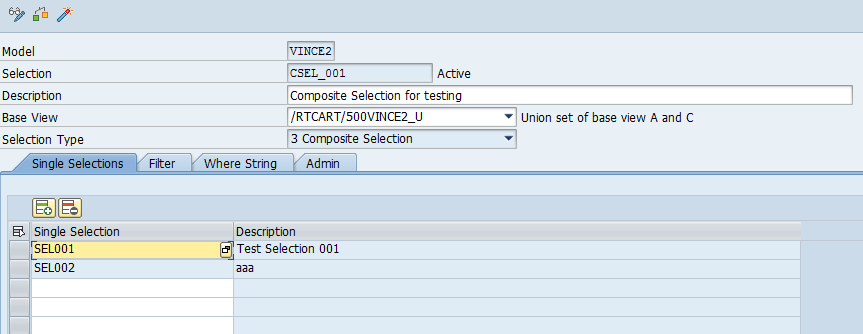 Model VINCE2
Selection CSEL_001 Active
Description Composite Selection for testing
Base View /RTCART/500VINCE2_U Union set of base view A and C
Selection Type 3 Composite Selection
Single Selections Filter Where String Admin
Single Selection Description
SEL001 Test Selection 001
SEL002 aaa